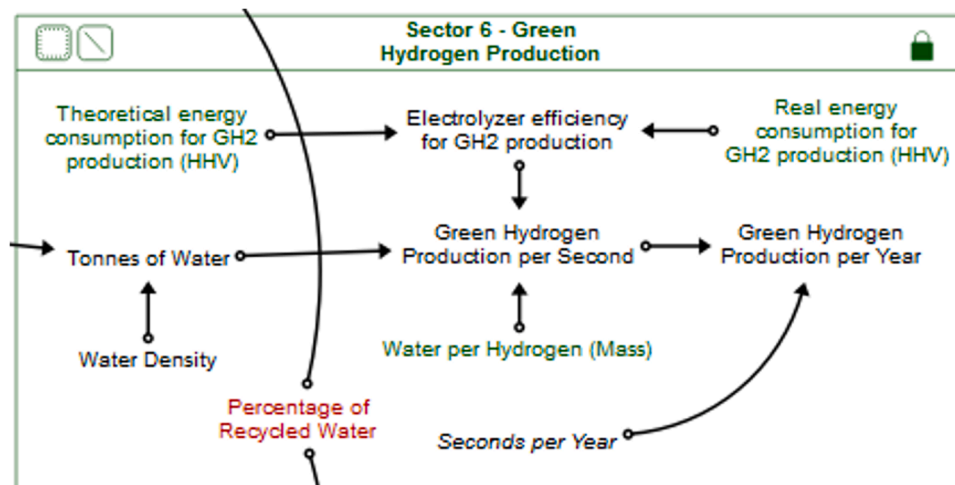 Sector 6 - Green
Hydrogen Production
Theoretical energy
consumption for GH2
production (HHV)
Electrolyzer efficiency
for GH2 production
Real energy
consumption for
GH2 production (HHV)
Tonnes of Water
Green Hydrogen
Production per Second
Green Hydrogen
Production per Year
Water Density
Water per Hydrogen (Mass)
Percentage of
Recycled Water
Seconds per Year